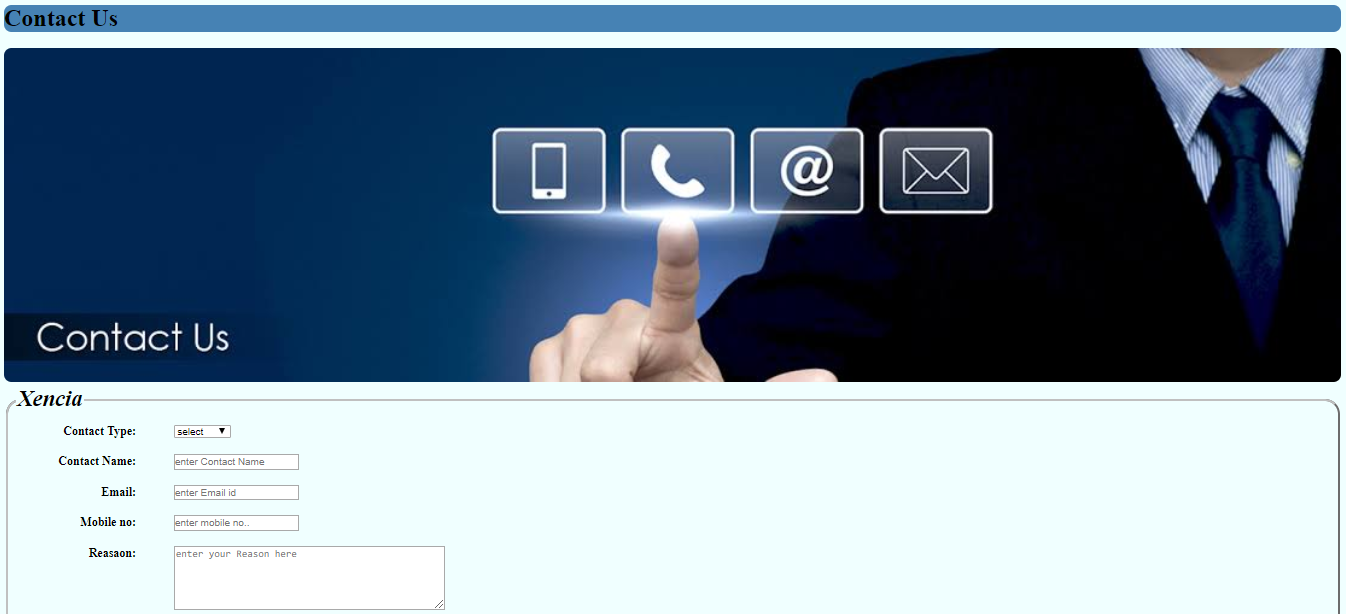 Contact Us
@
Contact Us
Xencia
Contact Type: select
Contact Name: enter Contact Name
Email: enter Email id
Mobile no: enter mobile no..
Reasaon: enter your Reason here